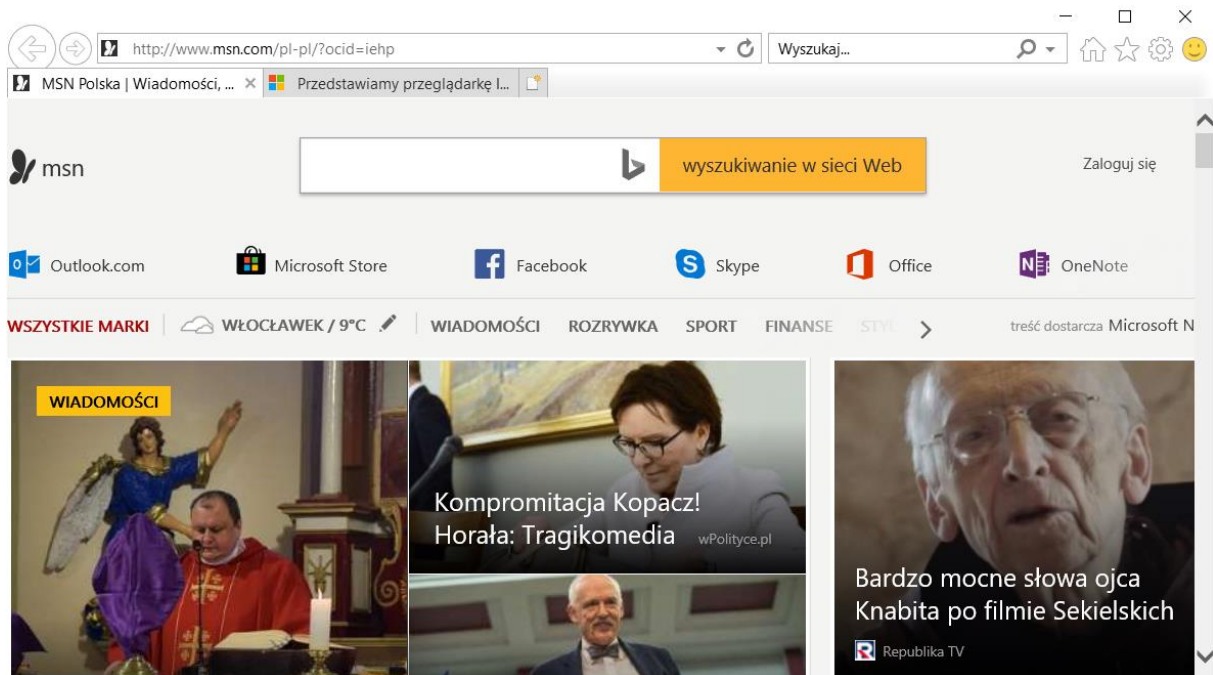 http://www.msn.com/pl-pl/?ocid=iehp
Wyszukaj...
MSN Polska | Wiadomości, ...
Przedstawiamy przeglądarkę I...
msn
wyszukiwanie w sieci Web
Zaloguj się
Outlook.com
Microsoft Store
Facebook
Skype
Office
OneNote
WSZYSTKIE MARKI
WŁOCŁAWEK / 9°C
WIADOMOŚCI
ROZRYWKA
SPORT
FINANSE
STYL
treść dostarcza Microsoft N
WIADOMOŚCI
Kompromitacja Kopacz!
Horała: Tragikomedia wPolityce.pl
Bardzo mocne słowa ojca
Knabita po filmie Sekielskich
Republika TV